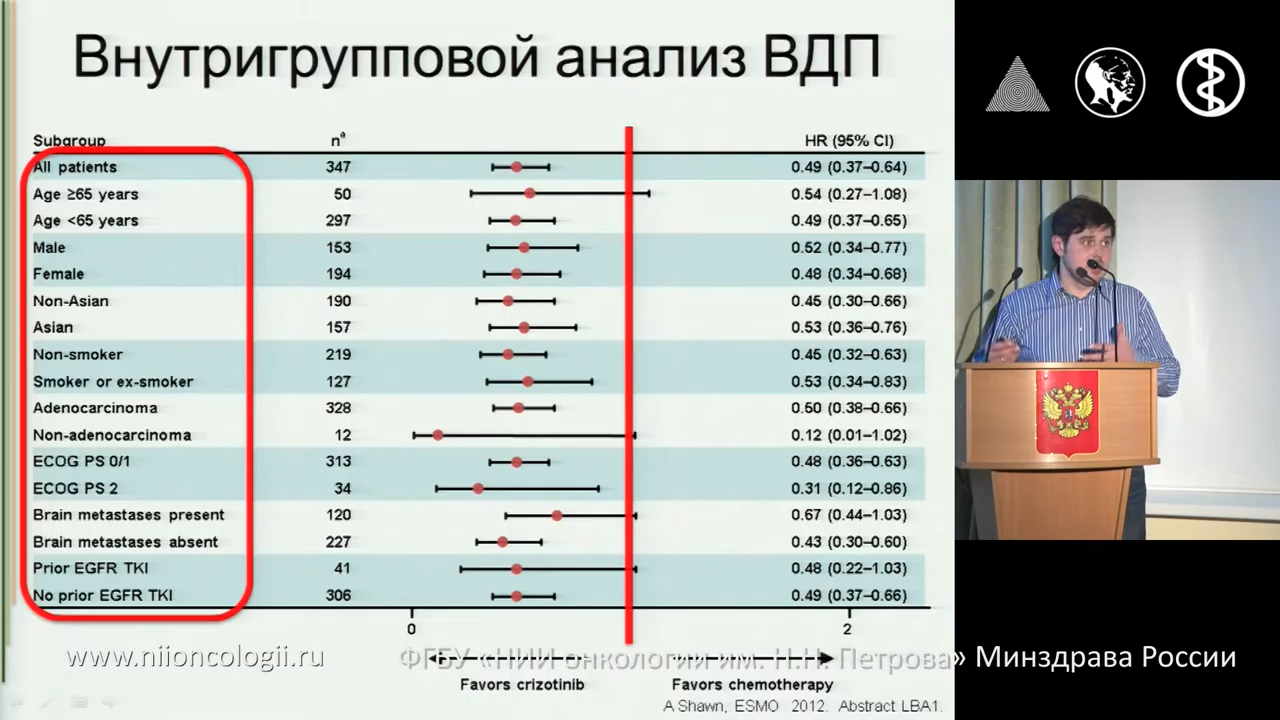 Внутригрупповой анализ ВДП
Subgroup nª HR (95% CI)
All patients 347 0.49 (0.37–0.64)
Age ≥65 years 50 0.54 (0.27–1.08)
Age <65 years 297 0.49 (0.37–0.65)
Male 153 0.52 (0.34–0.77)
Female 194 0.48 (0.34–0.68)
Non-Asian 190 0.45 (0.30–0.66)
Asian 157 0.53 (0.36–0.76)
Non-smoker 219 0.45 (0.32–0.63)
Smoker or ex-smoker 127 0.53 (0.34–0.83)
Adenocarcinoma 328 0.50 (0.38–0.66)
Non-adenocarcinoma 12 0.12 (0.01–1.02)
ECOG PS 0/1 313 0.48 (0.36–0.63)
ECOG PS 2 34 0.31 (0.12–0.86)
Brain metastases present 120 0.67 (0.44–1.03)
Brain metastases absent 227 0.43 (0.30–0.60)
Prior EGFR TKI 41 0.48 (0.22–1.03)
No prior EGFR TKI 306 0.49 (0.37–0.66)
0 2
www.niioncologii.ru ФГБУ «НИИ онкологии им. Н.Н. Петрова» Минздрава России
Favors crizotinib Favors chemotherapy
A Shawn, ESMO 2012. Abstract LBA1.